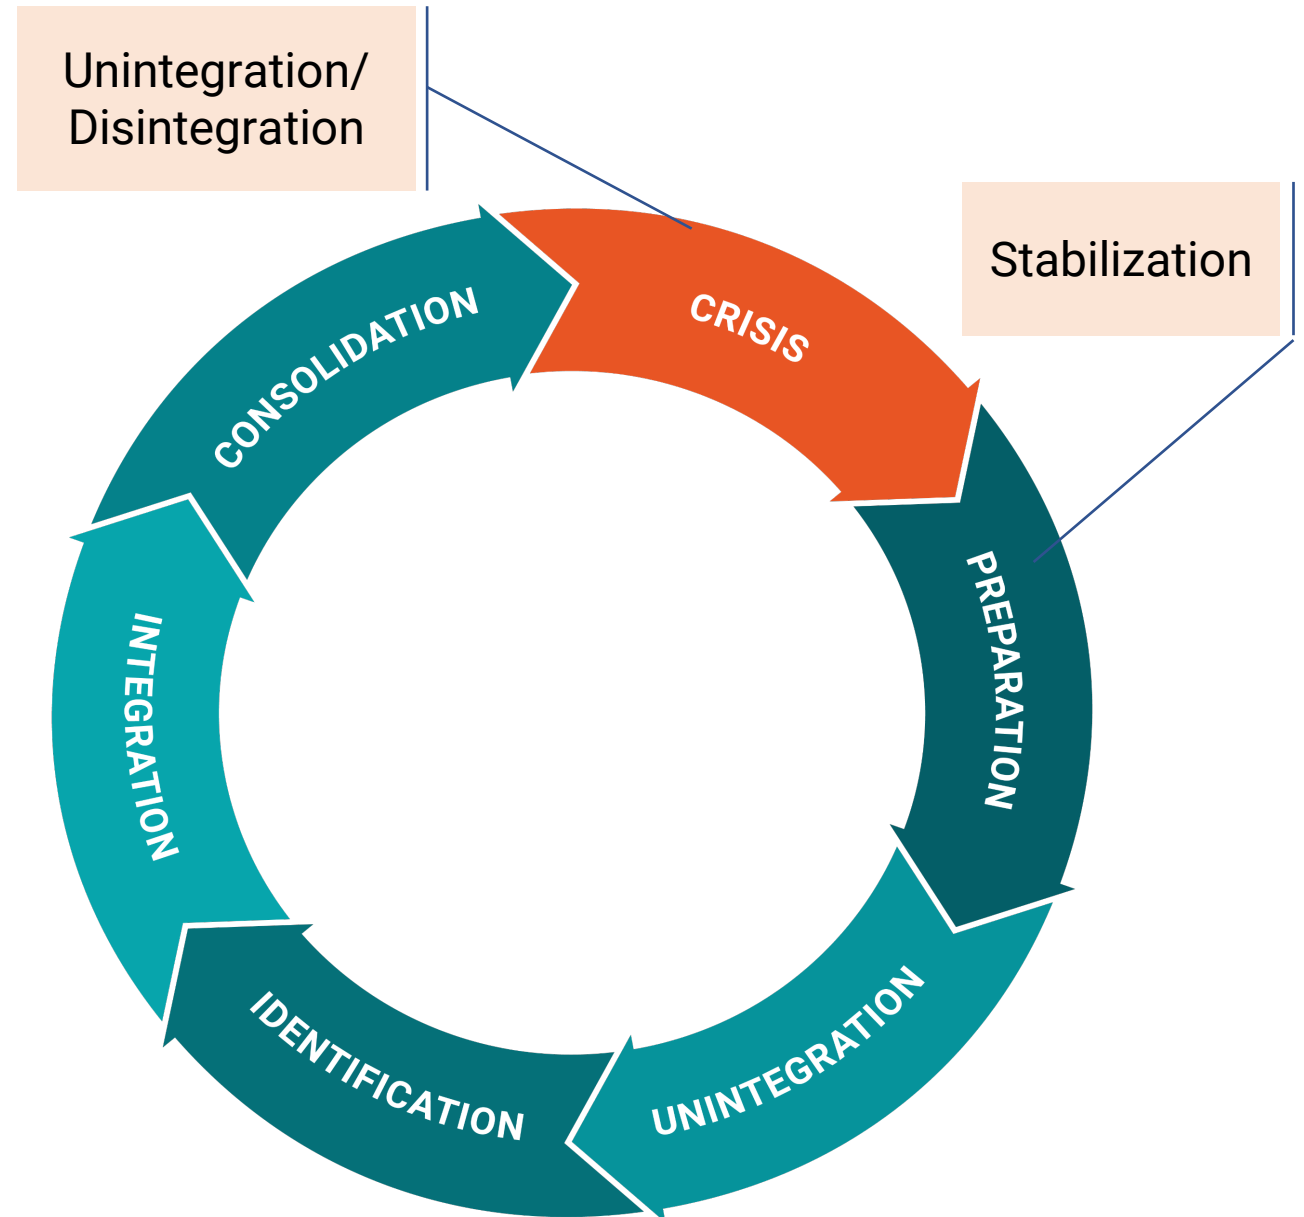 Unintegration/
Disintegration
Stabilization
CRISIS
PREPARATION
UNINTEGRATION
IDENTIFICATION
INTEGRATION
CONSOLIDATION